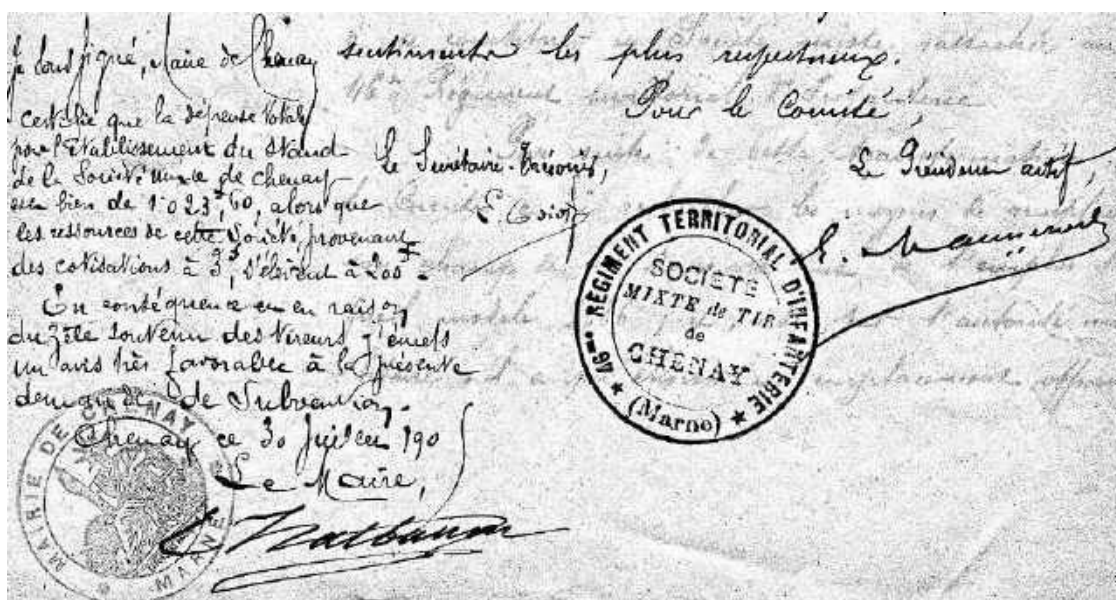 Je soussigné, Maire de Chenay
certifie que la dépense totale
pour l'établissement du Stand
de la Société mixte de Chenay
est bien de 1.023f,60, alors que
les ressources de cette Société, provenant
des cotisations à 3f, s'élèvent à 200f.
En conséquence et en raison
du zèle soutenu des tireurs j'émets
un avis très favorable à la présente
demande de Subvention.
Chenay ce 30 Juillet 190
Le Maire,
MAIRIE DE CHENAY
MARNE
sentiments les plus respectueux.
Pour le Comité,
Le Secrétaire-Trésorier,
Le Président actif,
46me RÉGIMENT TERRITORIAL D'INFANTERIE
SOCIÉTÉ
MIXTE de TIR
de
CHENAY
(Marne)